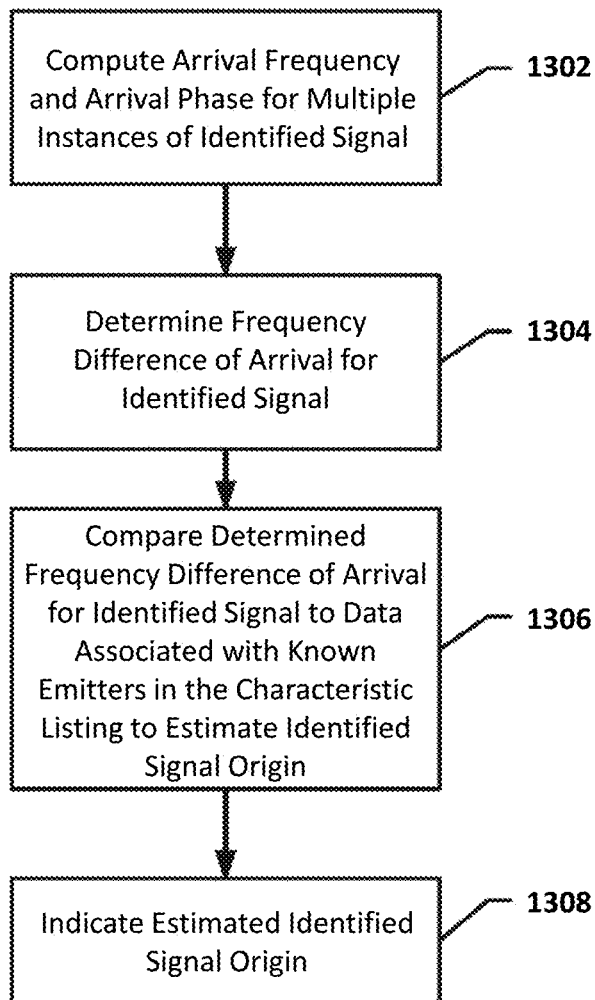 Compute Arrival Frequency
and Arrival Phase for Multiple
Instances of Identified Signal
1302
Determine Frequency
Difference of Arrival for
Identified Signal
1304
Compare Determined
Frequency Difference of Arrival
for Identified Signal to Data
Associated with Known
Emitters in the Characteristic
Listing to Estimate Identified
Signal Origin
1306
Indicate Estimated Identified
Signal Origin
1308